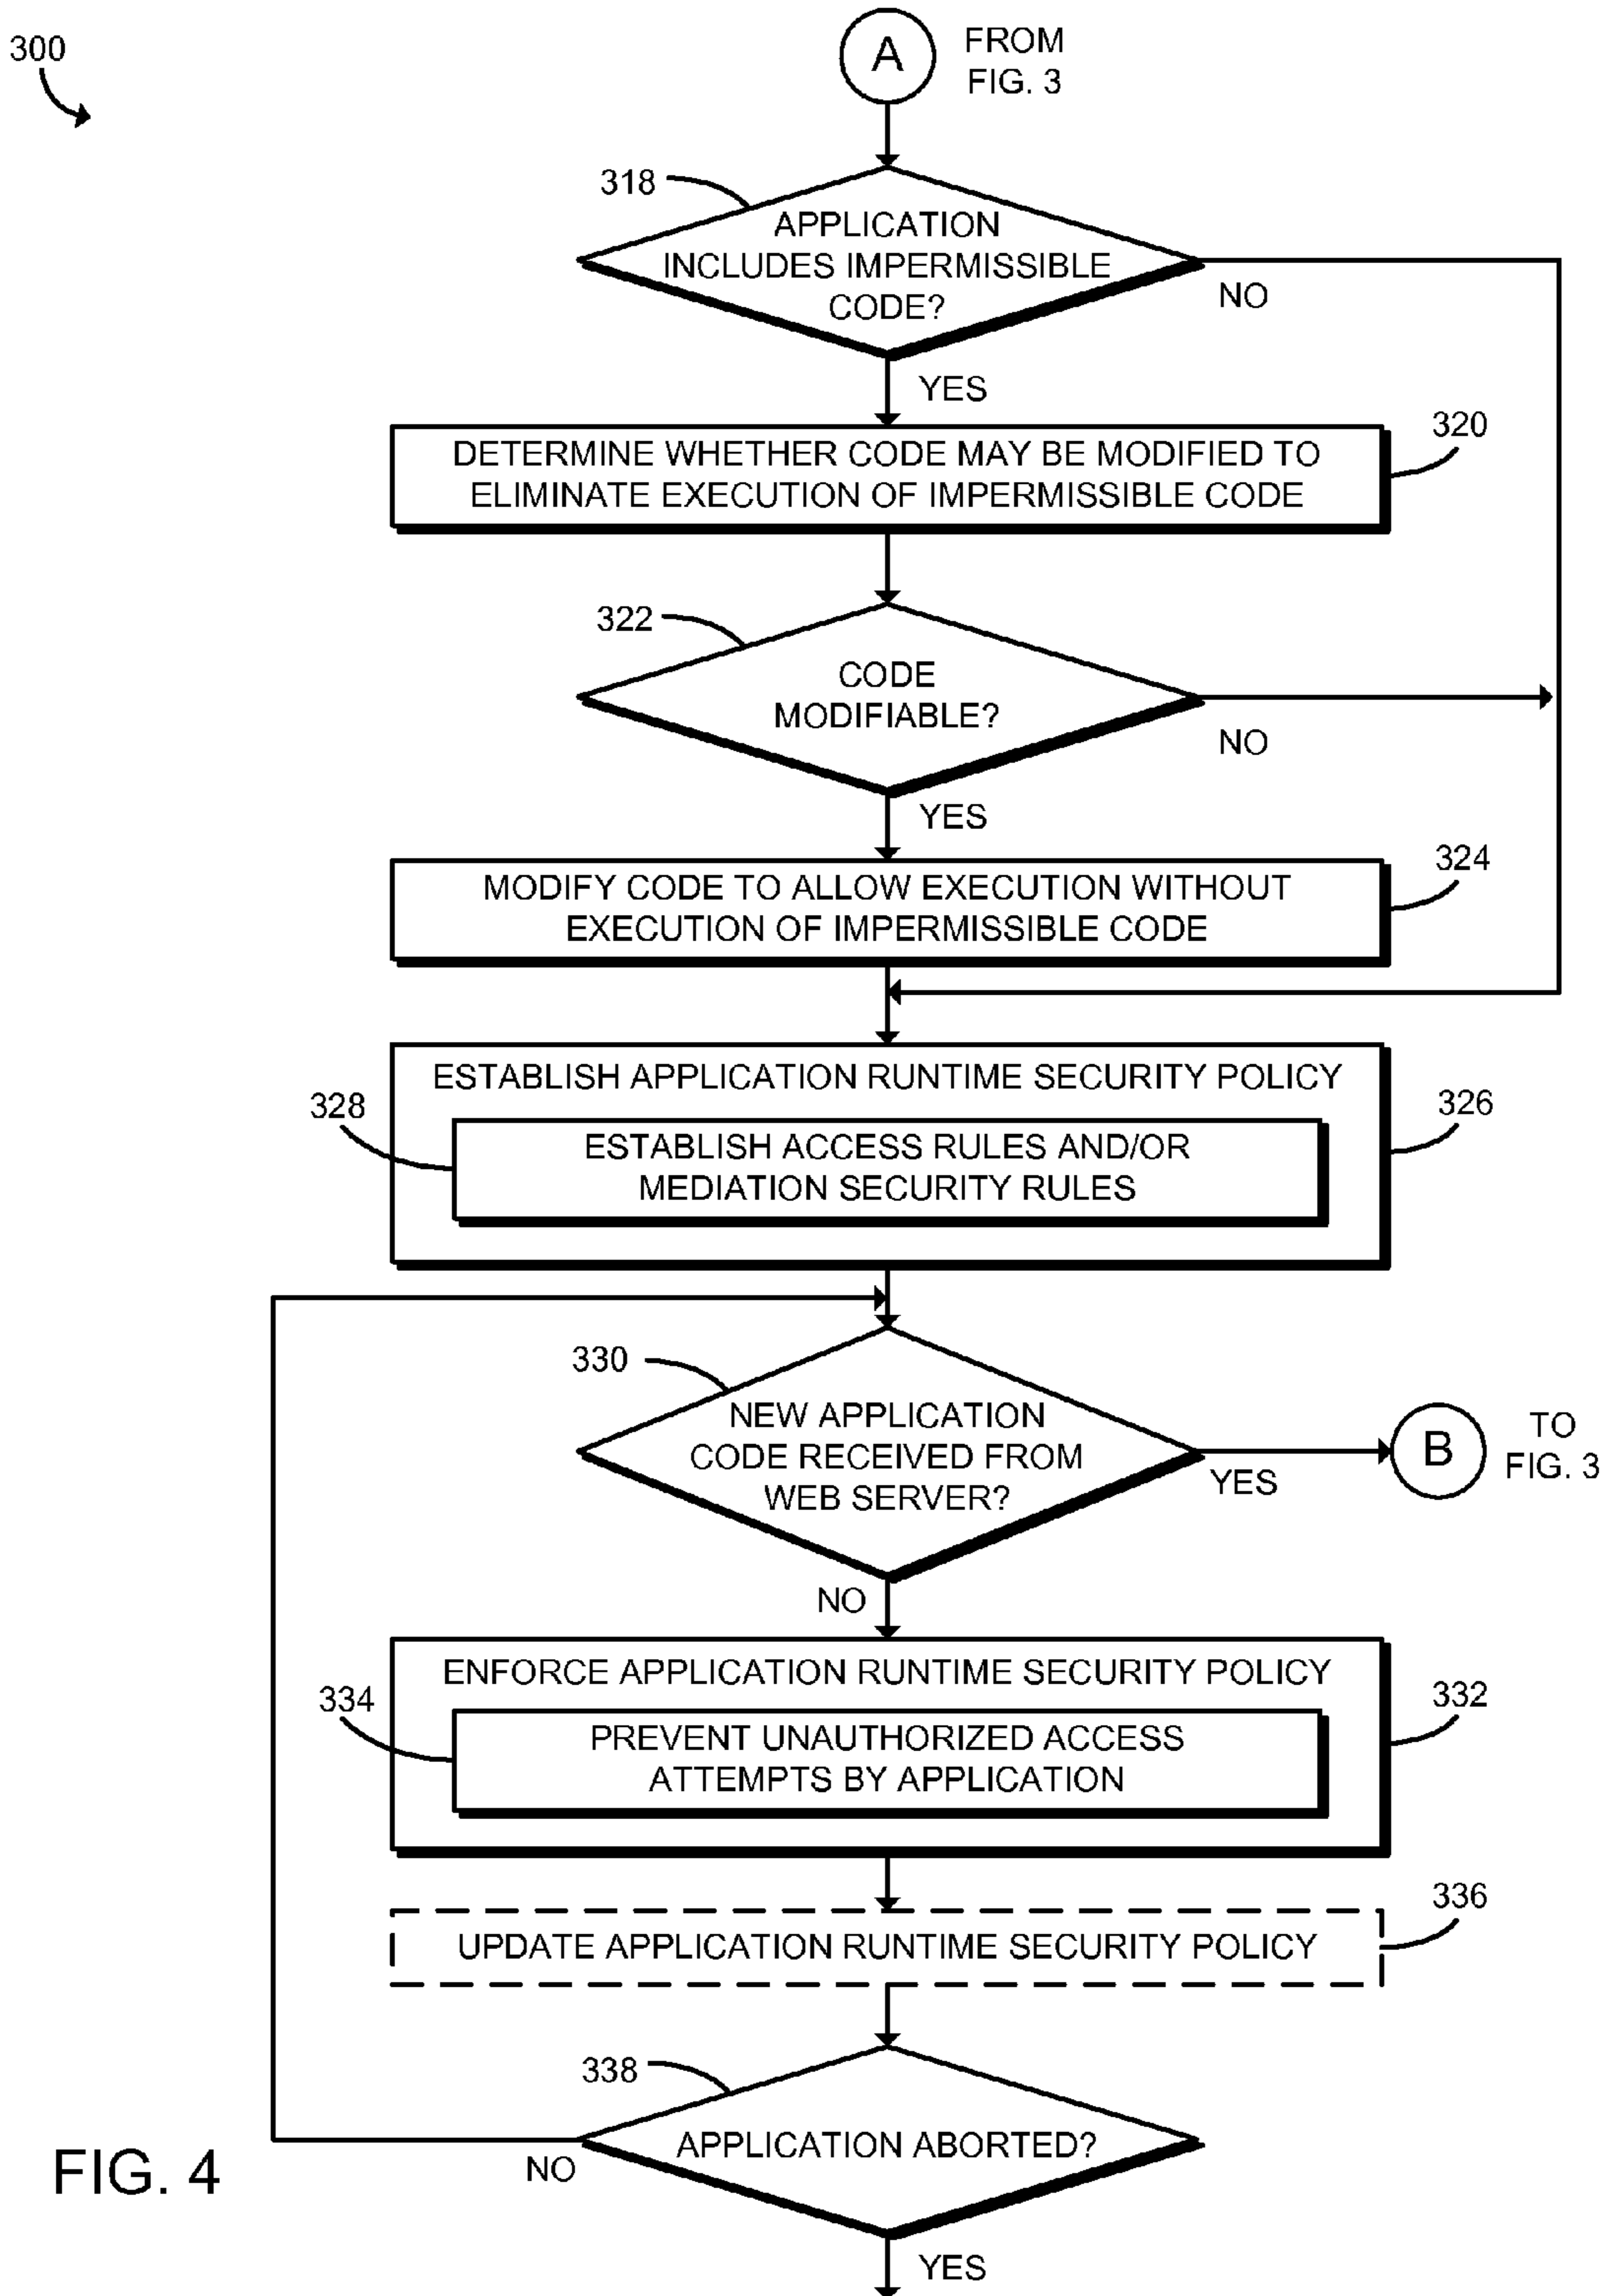 300
A
FROM
FIG. 3
318
APPLICATION
INCLUDES IMPERMISSIBLE
CODE?
NO
YES
320
DETERMINE WHETHER CODE MAY BE MODIFIED TO
ELIMINATE EXECUTION OF IMPERMISSIBLE CODE
322
CODE
MODIFIABLE?
NO
YES
324
MODIFY CODE TO ALLOW EXECUTION WITHOUT
EXECUTION OF IMPERMISSIBLE CODE
ESTABLISH APPLICATION RUNTIME SECURITY POLICY
328
326
ESTABLISH ACCESS RULES AND/OR
MEDIATION SECURITY RULES
330
NEW APPLICATION
CODE RECEIVED FROM
WEB SERVER?
YES
B
TO
FIG. 3
NO
ENFORCE APPLICATION RUNTIME SECURITY POLICY
334
332
PREVENT UNAUTHORIZED ACCESS
ATTEMPTS BY APPLICATION
336
UPDATE APPLICATION RUNTIME SECURITY POLICY
338
APPLICATION ABORTED?
NO
YES
FIG. 4